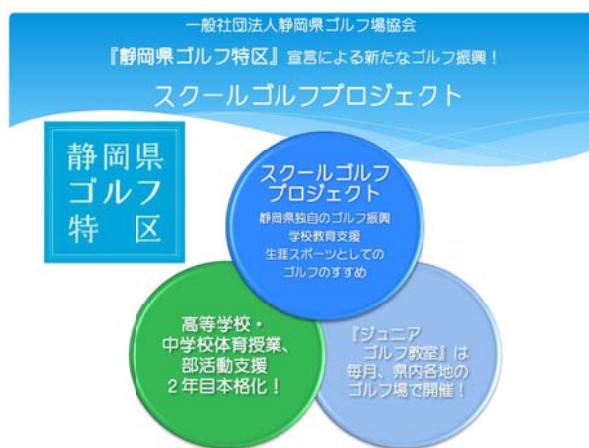 一般社団法人静岡県ゴルフ場協会
『静岡県ゴルフ特区』宣言による新たなゴルフ振興！
スクールゴルフプロジェクト
静岡県
ゴルフ
特区
スクールゴルフ
プロジェクト
静岡県独自のゴルフ振興
学校教育支援
生涯スポーツとしての
ゴルフのすすめ
高等学校・
中学校体育授業、
部活動支援
２年目本格化！
『ジュニア
ゴルフ教室』は
毎月、県内各地の
ゴルフ場で開催！